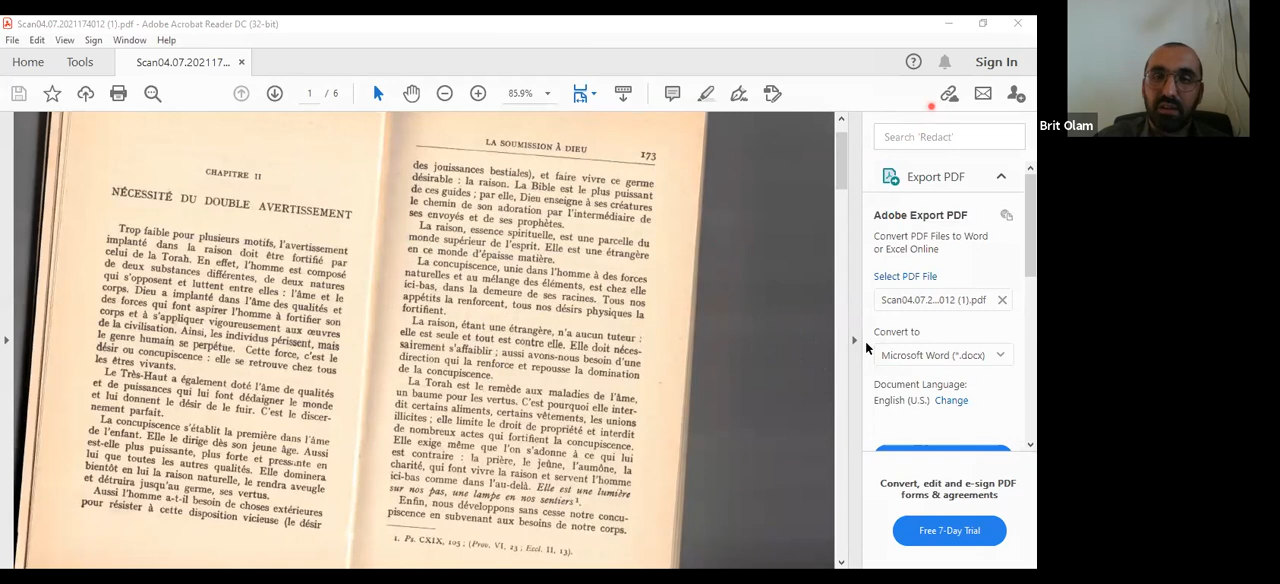 Scan04.07.2021174012 (1).pdf - Adobe Acrobat Reader DC (32-bit)
File Edit View Sign Window Help
Home Tools Scan04.07.202117... × Sign In
1 / 6 85.9%
CHAPITRE II
NÉCESSITÉ DU DOUBLE AVERTISSEMENT
Trop faible pour plusieurs motifs, l'avertissement
implanté dans la raison doit être fortifié par
celui de la Torah. En effet, l'homme est composé
de deux substances différentes, de deux natures
qui s'opposent et luttent entre elles : l'âme et le
corps. Dieu a implanté dans l'âme des qualités et
des forces qui font aspirer l'homme à fortifier son
corps et à s'appliquer vigoureusement aux œuvres
de la civilisation. Ainsi, les individus périssent, mais
le genre humain se perpétue. Cette force, c'est le
désir ou concupiscence : elle se retrouve chez tous
les êtres vivants.
Le Très-Haut a également doté l'âme de qualités
et de puissances qui lui font dédaigner le monde
et lui donnent le désir de le fuir. C'est le discer-
nement parfait.
La concupiscence s'établit la première dans l'âme
de l'enfant. Elle le dirige dès son jeune âge. Aussi
est-elle plus puissante, plus forte et pressante en
lui que toutes les autres qualités. Elle dominera
bientôt en lui la raison naturelle, le rendra aveugle
et détruira jusqu'au germe, ses vertus.
Aussi l'homme a-t-il besoin de choses extérieures
pour résister à cette disposition vicieuse (le désir
LA SOUMISSION À DIEU 173
des jouissances bestiales), et faire vivre ce germe
désirable : la raison. La Bible est le plus puissant
de ces guides ; par elle, Dieu enseigne à ses créatures
le chemin de son adoration par l'intermédiaire de
ses envoyés et de ses prophètes.
La raison, essence spirituelle, est une parcelle du
monde supérieur de l'esprit. Elle est une étrangère
en ce monde d'épaisse matière.
La concupiscence, unie dans l'homme à des forces
naturelles et au mélange des éléments, est chez elle
ici-bas, dans la demeure de ses racines. Tous nos
appétits la renforcent, tous nos désirs physiques la
fortifient.
La raison, étant une étrangère, n'a aucun tuteur :
elle est seule et tout est contre elle. Elle doit néces-
sairement s'affaiblir ; aussi avons-nous besoin d'une
direction qui la renforce et repousse la domination
de la concupiscence.
La Torah est le remède aux maladies de l'âme,
un baume pour les vertus. C'est pourquoi elle inter-
dit certains aliments, certains vêtements, les unions
illicites ; elle limite le droit de propriété et interdit
de nombreux actes qui fortifient la concupiscence.
Elle exige même que l'on s'adonne à ce qui lui
est contraire : la prière, le jeûne, l'aumône, la
charité, qui font vivre la raison et servent l'homme
ici-bas comme dans l'au-delà. Elle est une lumière
sur nos pas, une lampe en nos sentiers¹.
Enfin, nous développons sans cesse notre concu-
piscence en subvenant aux besoins de notre corps.
1. Ps. CXIX, 105 ; (Prov. VI, 23 ; Eccl. II, 13).
Search 'Redact'
Export PDF
Adobe Export PDF
Convert PDF Files to Word
or Excel Online
Select PDF File
Scan04.07.2...012 (1).pdf ×
Convert to
Microsoft Word (*.docx)
Document Language:
English (U.S.) Change
Convert, edit and e-sign PDF
forms & agreements
Free 7-Day Trial
Brit Olam